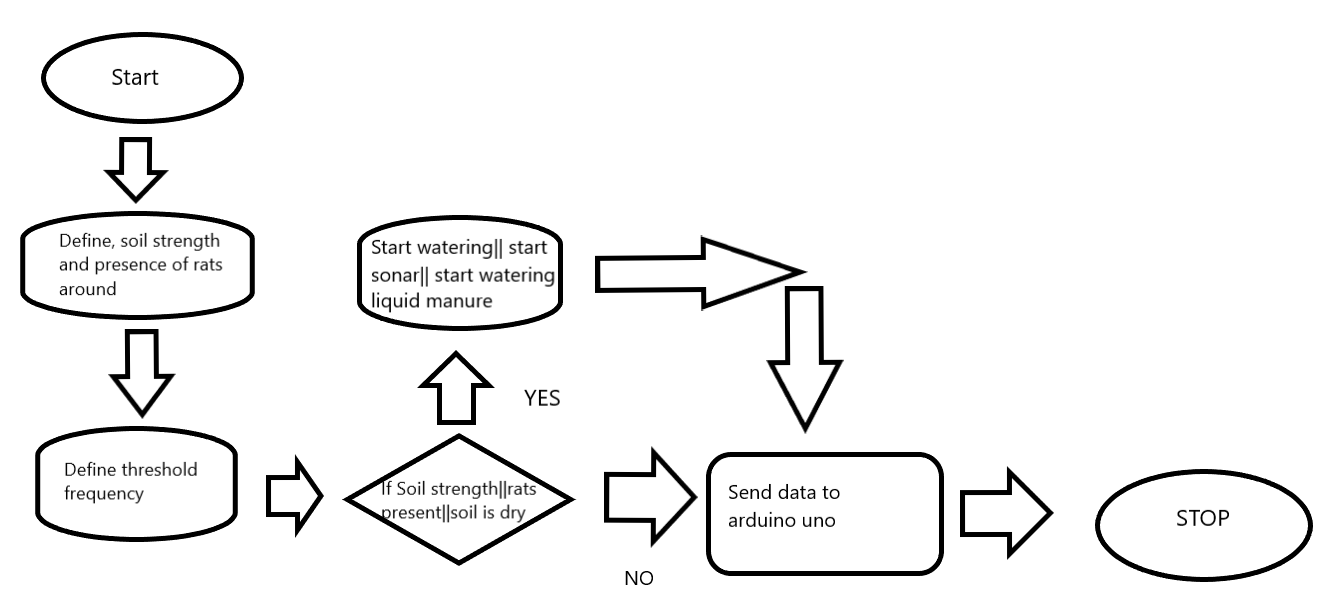 Start
Define, soil strength
and presence of rats
around
Define threshold
frequency
If Soil strength||rats
present||soil is dry
YES
Start watering|| start
sonar|| start watering
liquid manure
NO
Send data to
arduino uno
STOP